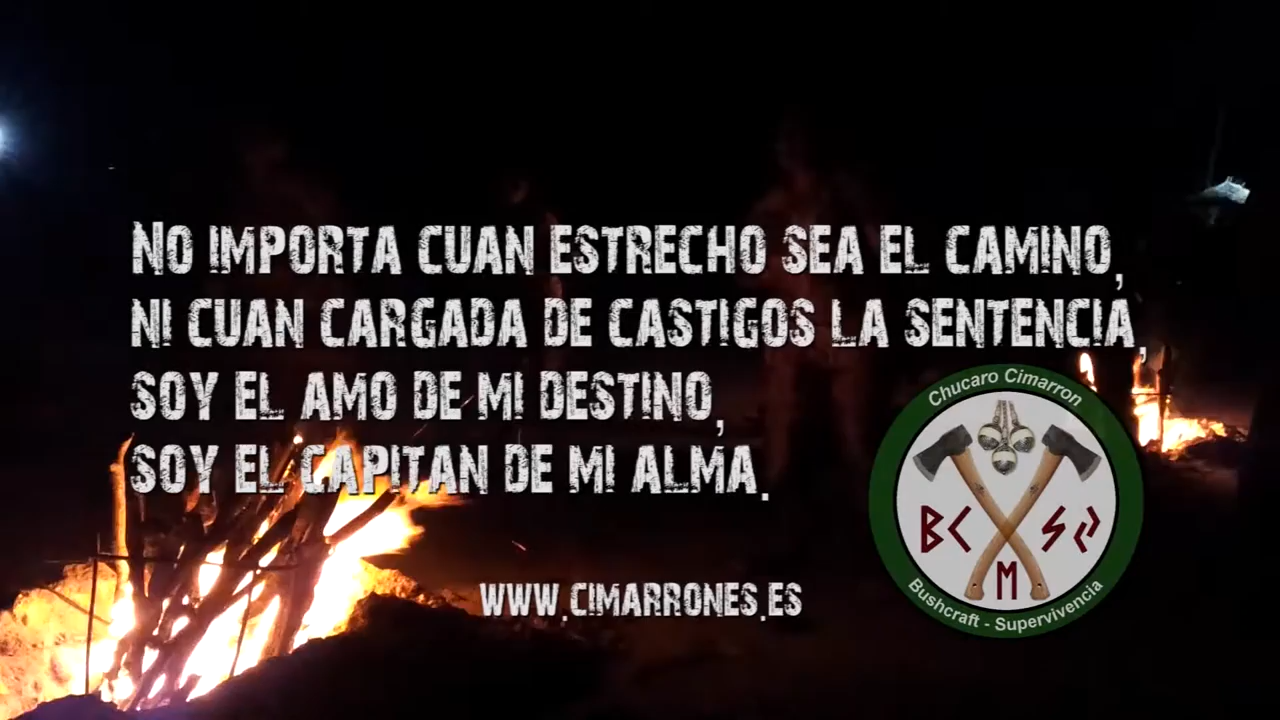 No importa cuan estrecho sea el camino,
ni cuan cargada de castigos la sentencia,
soy el amo de mi destino,
soy el capitan de mi alma.
Chucaro Cimarron
BC
Bushcraft - Supervivencia
www.cimarrones.es